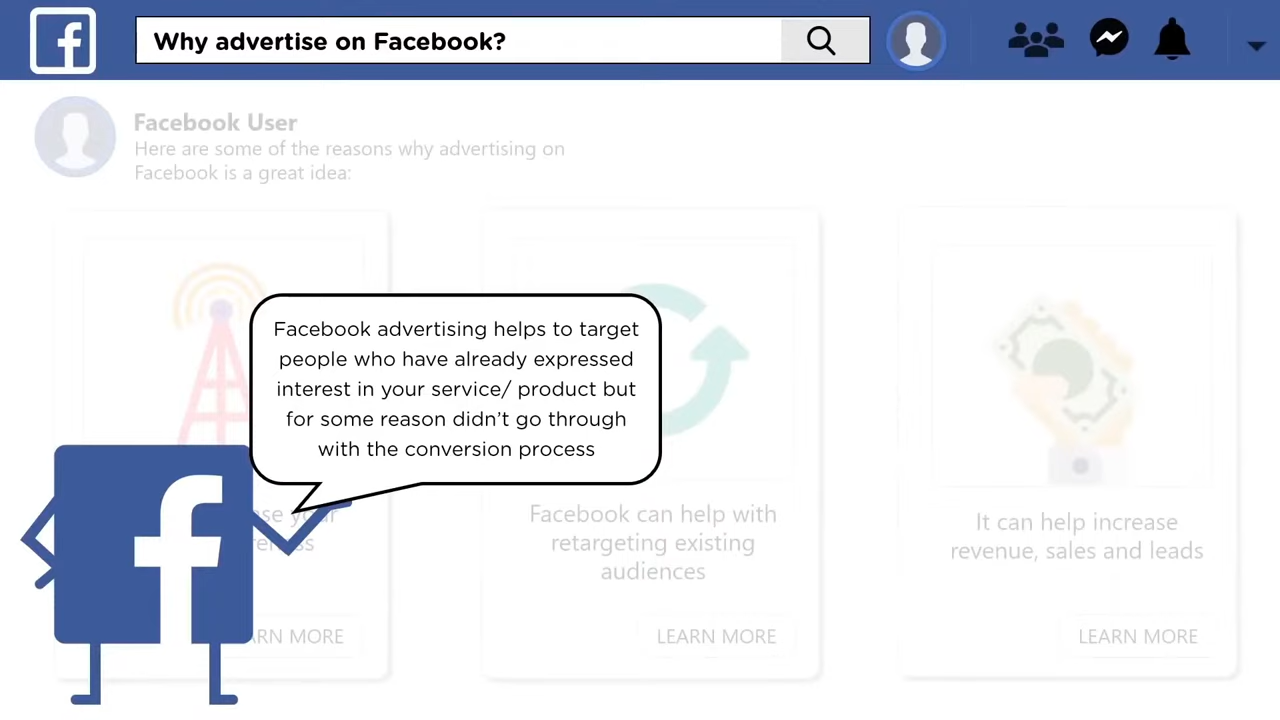 Why advertise on Facebook?
Facebook User
Here are some of the reasons why advertising on
Facebook is a great idea:
Facebook advertising helps to target
people who have already expressed
interest in your service/ product but
for some reason didn't go through
with the conversion process
Facebook can help with
retargeting existing
audiences
LEARN MORE
It can help increase
revenue, sales and leads
LEARN MORE
MORE